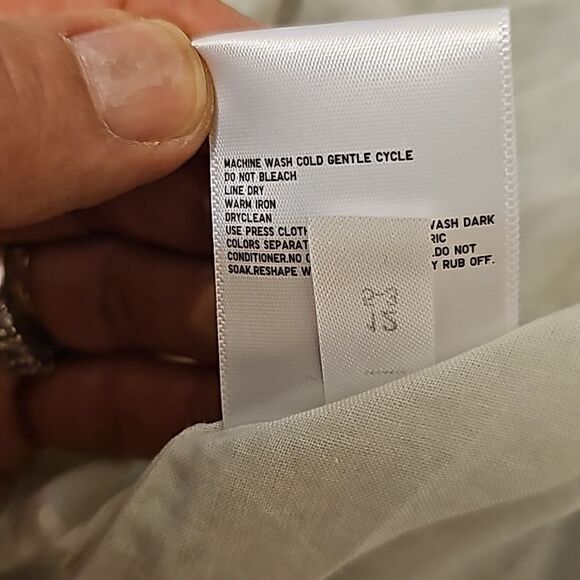 MACHINE WASH COLD GENTLE CYCLE
DO NOT BLEACH
LINE DRY
WARM IRON
DRYCLEAN
USE PRESS CLOTH WASH DARK
COLORS SEPARAT RIC
CONDITIONER.NO .DO NOT
SOAK.RESHAPE W Y RUB OFF.